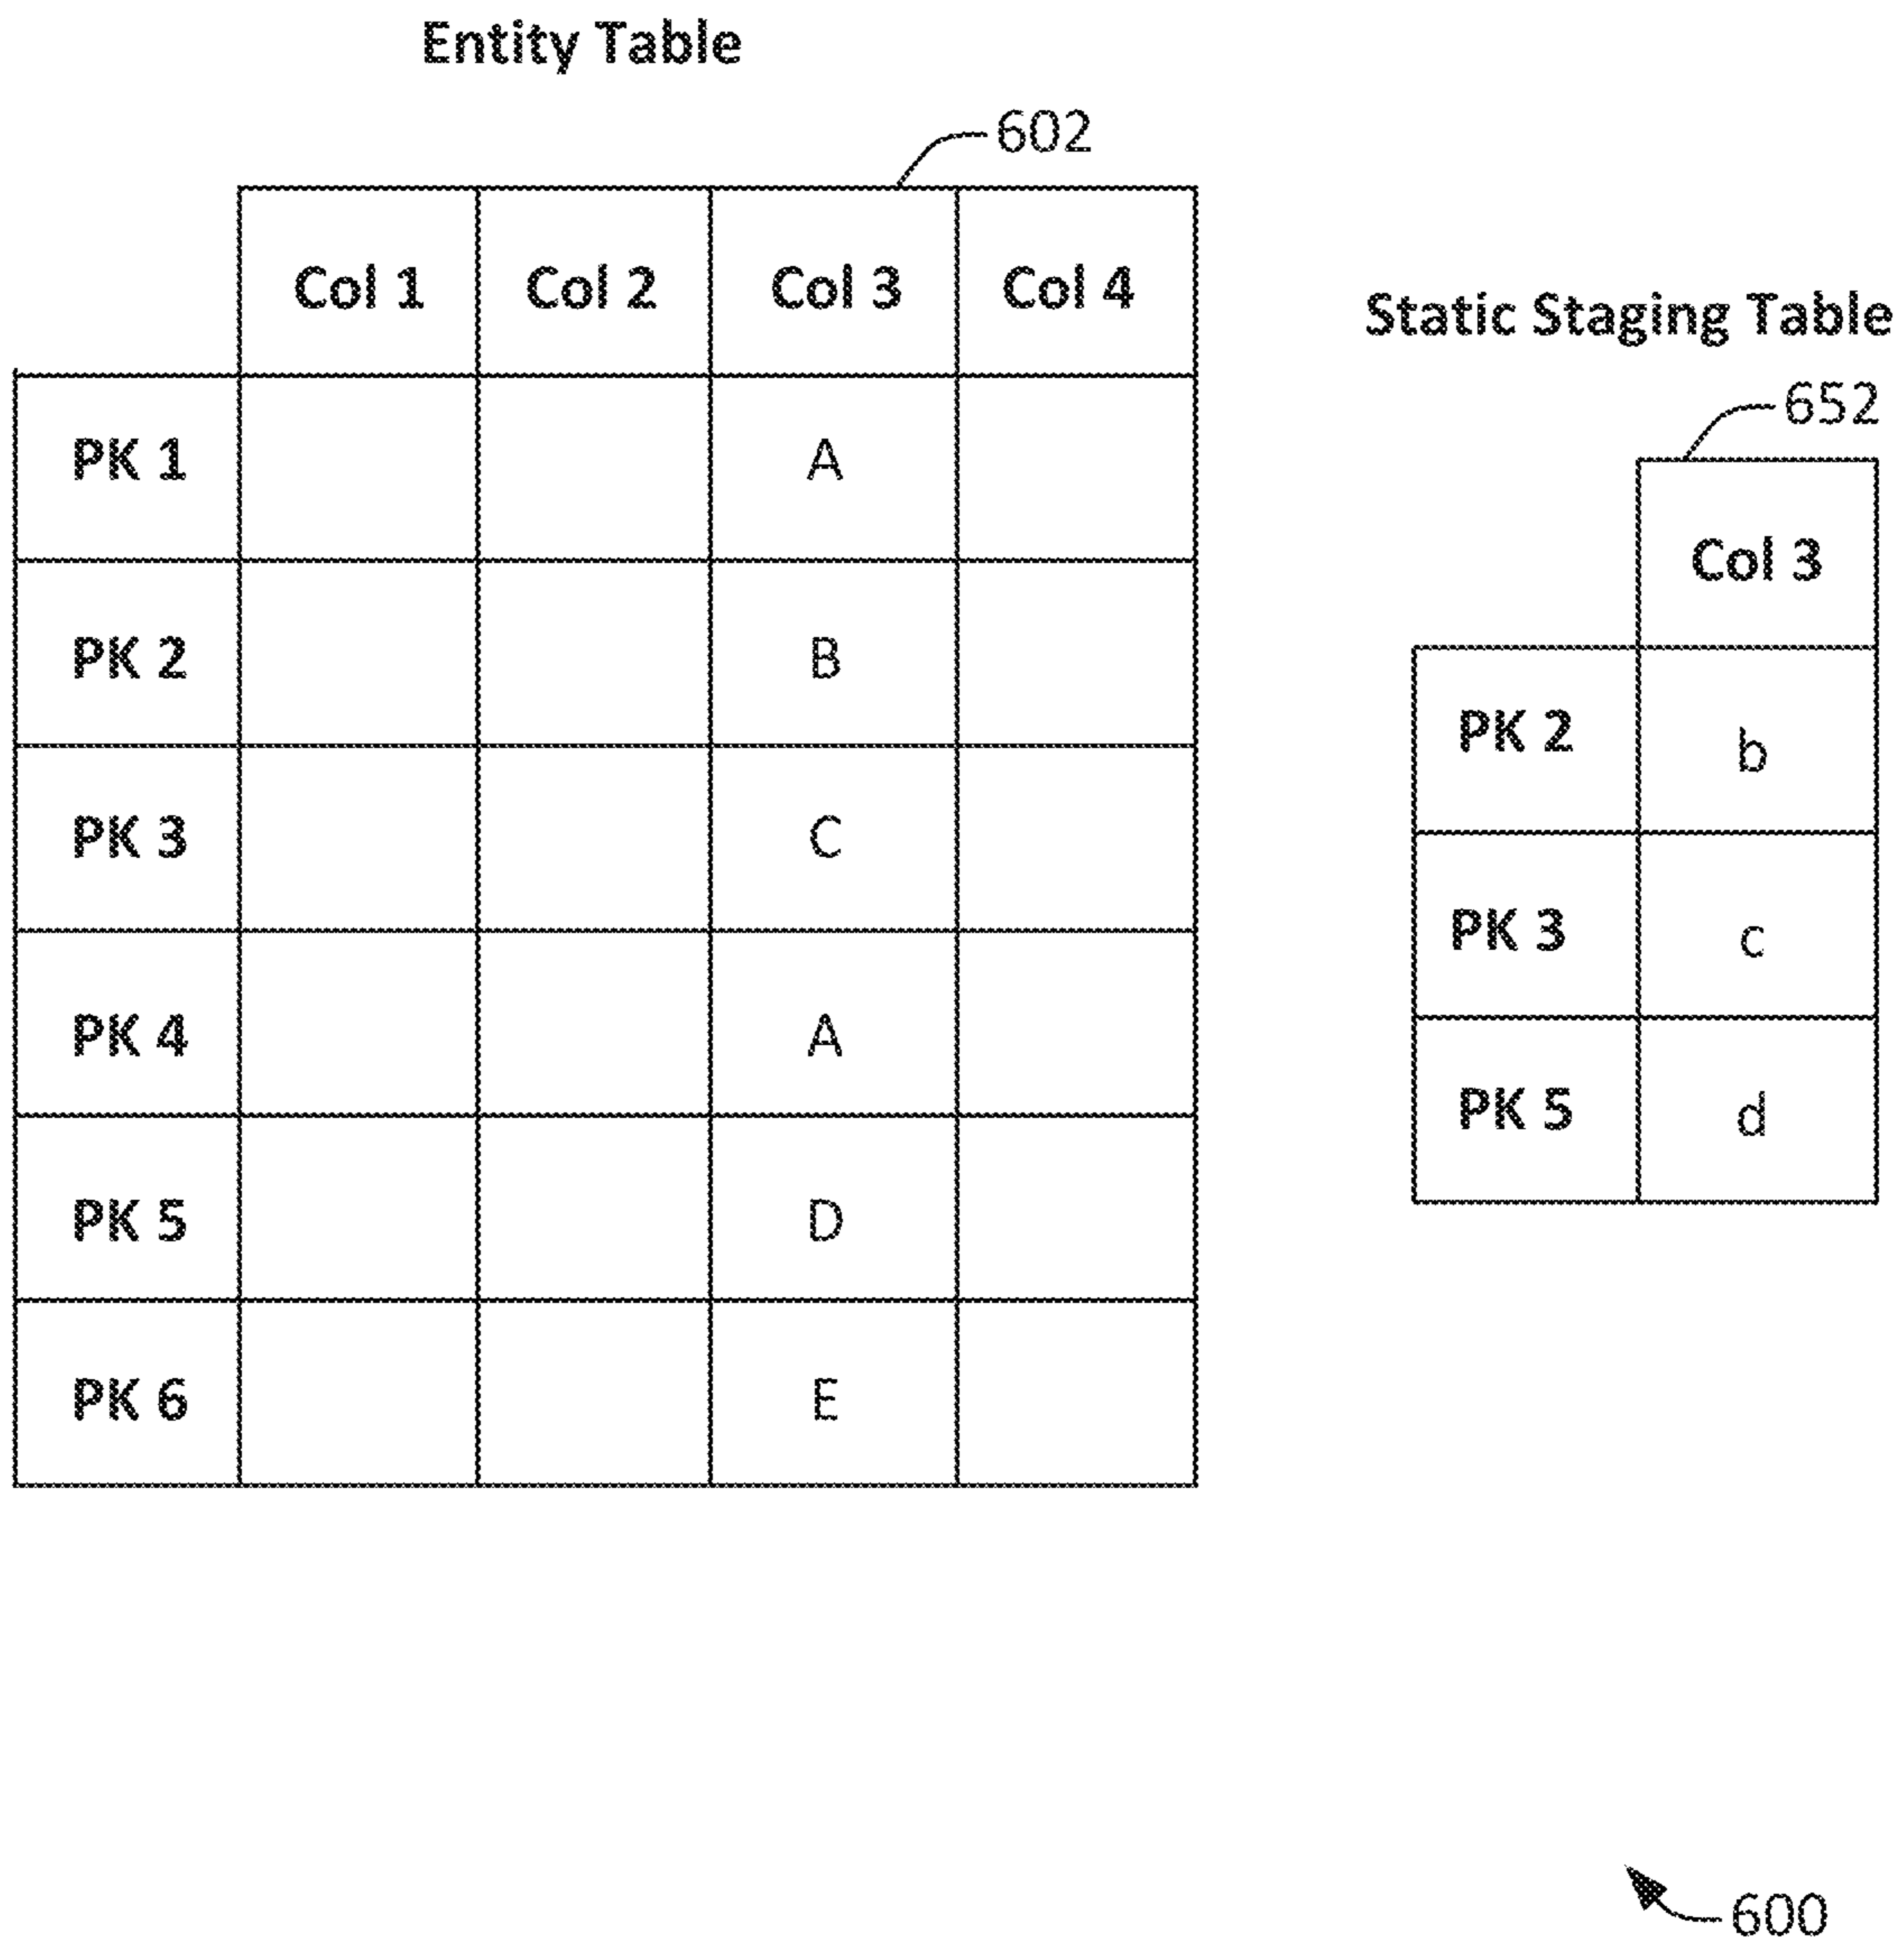 Entity Table
602
Col 1 Col 2 Col 3 Col 4
PK 1 A
PK 2 B
PK 3 C
PK 4 A
PK 5 D
PK 6 E
Static Staging Table
652
Col 3
PK 2 b
PK 3 c
PK 5 d
600